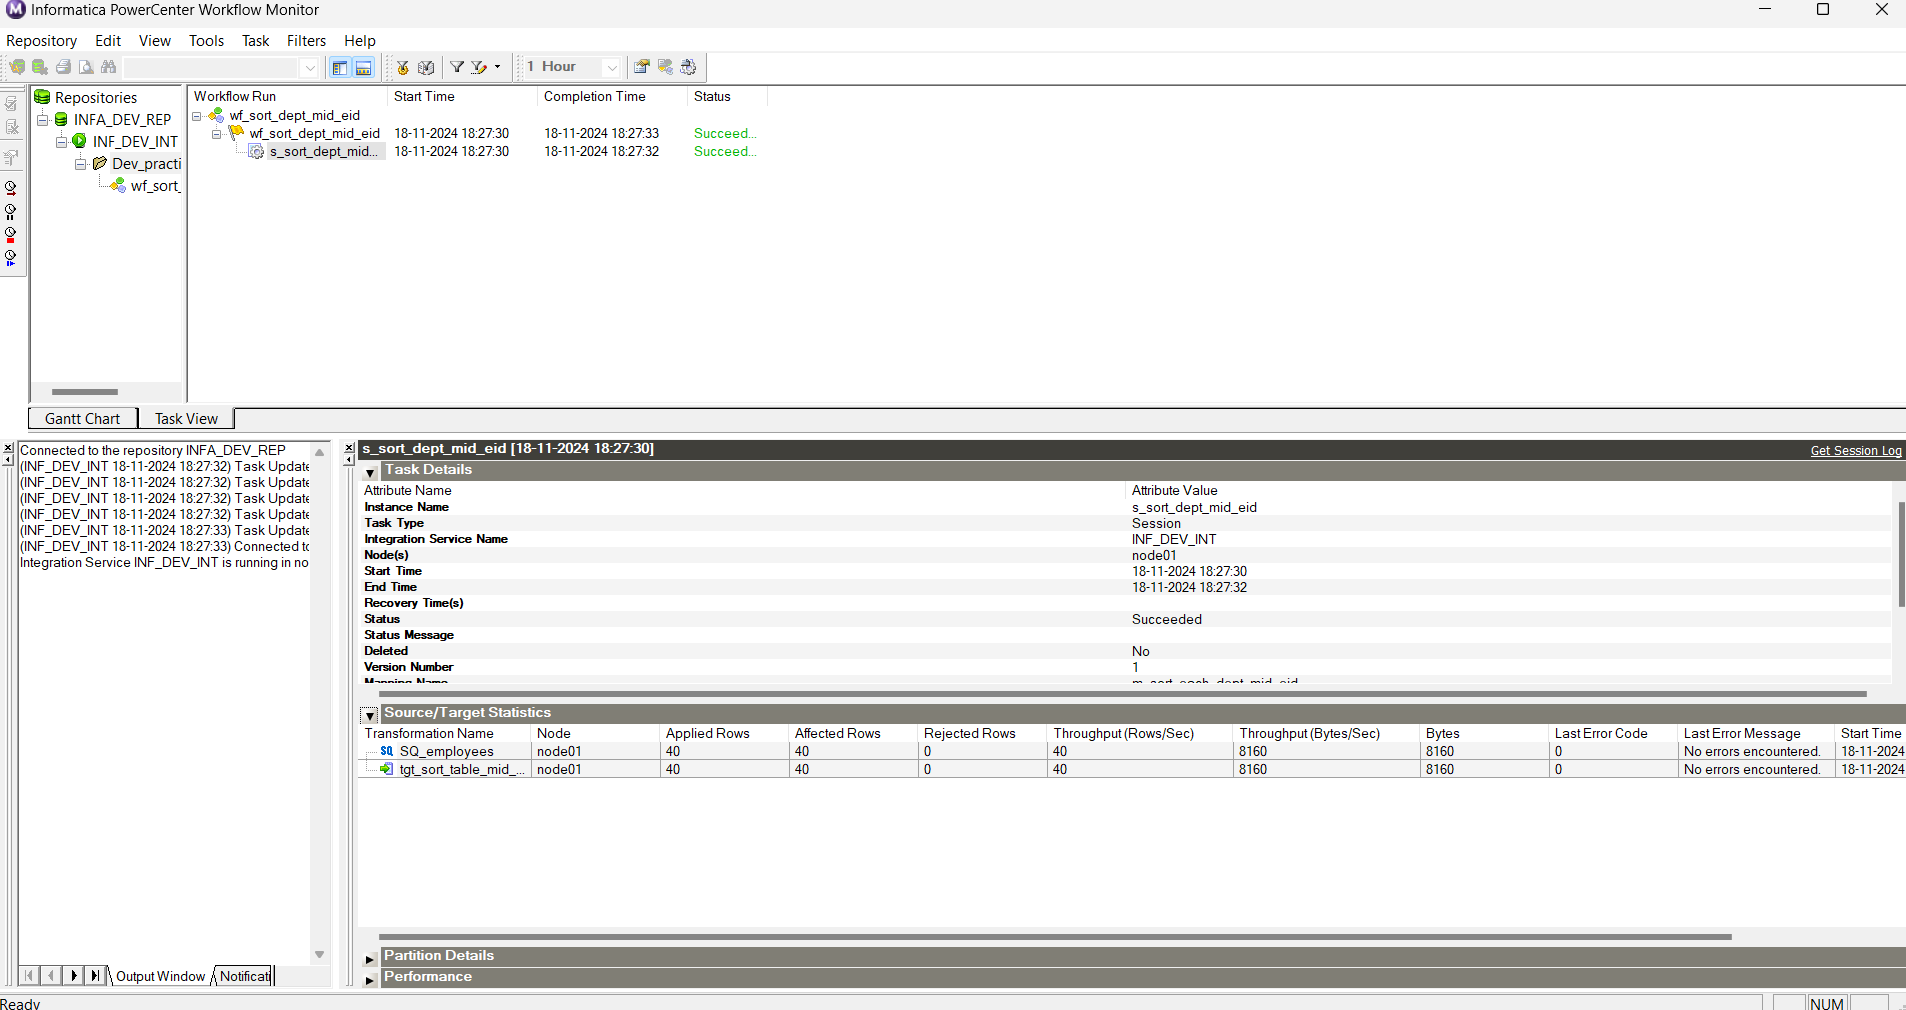 Informatica PowerCenter Workflow Monitor
Repository Edit View Tools Task Filters Help
1 Hour
Repositories
INFA_DEV_REP
INF_DEV_INT
Dev_practi
wf_sort_
Workflow Run Start Time Completion Time Status
wf_sort_dept_mid_eid
wf_sort_dept_mid_eid 18-11-2024 18:27:30 18-11-2024 18:27:33 Succeed...
s_sort_dept_mid... 18-11-2024 18:27:30 18-11-2024 18:27:32 Succeed...
Gantt Chart Task View
Connected to the repository INFA_DEV_REP
(INF_DEV_INT 18-11-2024 18:27:32) Task Update
(INF_DEV_INT 18-11-2024 18:27:32) Task Update
(INF_DEV_INT 18-11-2024 18:27:32) Task Update
(INF_DEV_INT 18-11-2024 18:27:32) Task Update
(INF_DEV_INT 18-11-2024 18:27:33) Task Update
(INF_DEV_INT 18-11-2024 18:27:33) Connected to
Integration Service INF_DEV_INT is running in no
Output Window Notificati
s_sort_dept_mid_eid [18-11-2024 18:27:30] Get Session Log
Task Details
Attribute Name Attribute Value
Instance Name s_sort_dept_mid_eid
Task Type Session
Integration Service Name INF_DEV_INT
Node(s) node01
Start Time 18-11-2024 18:27:30
End Time 18-11-2024 18:27:32
Recovery Time(s)
Status Succeeded
Status Message
Deleted No
Version Number 1
Mapping Name m_sort_each_dept_mid_eid
Source/Target Statistics
Transformation Name Node Applied Rows Affected Rows Rejected Rows Throughput (Rows/Sec) Throughput (Bytes/Sec) Bytes Last Error Code Last Error Message Start Time
SQ SQ_employees node01 40 40 0 40 8160 8160 0 No errors encountered. 18-11-2024
tgt_sort_table_mid_... node01 40 40 0 40 8160 8160 0 No errors encountered. 18-11-2024
Partition Details
Performance
Ready NUM